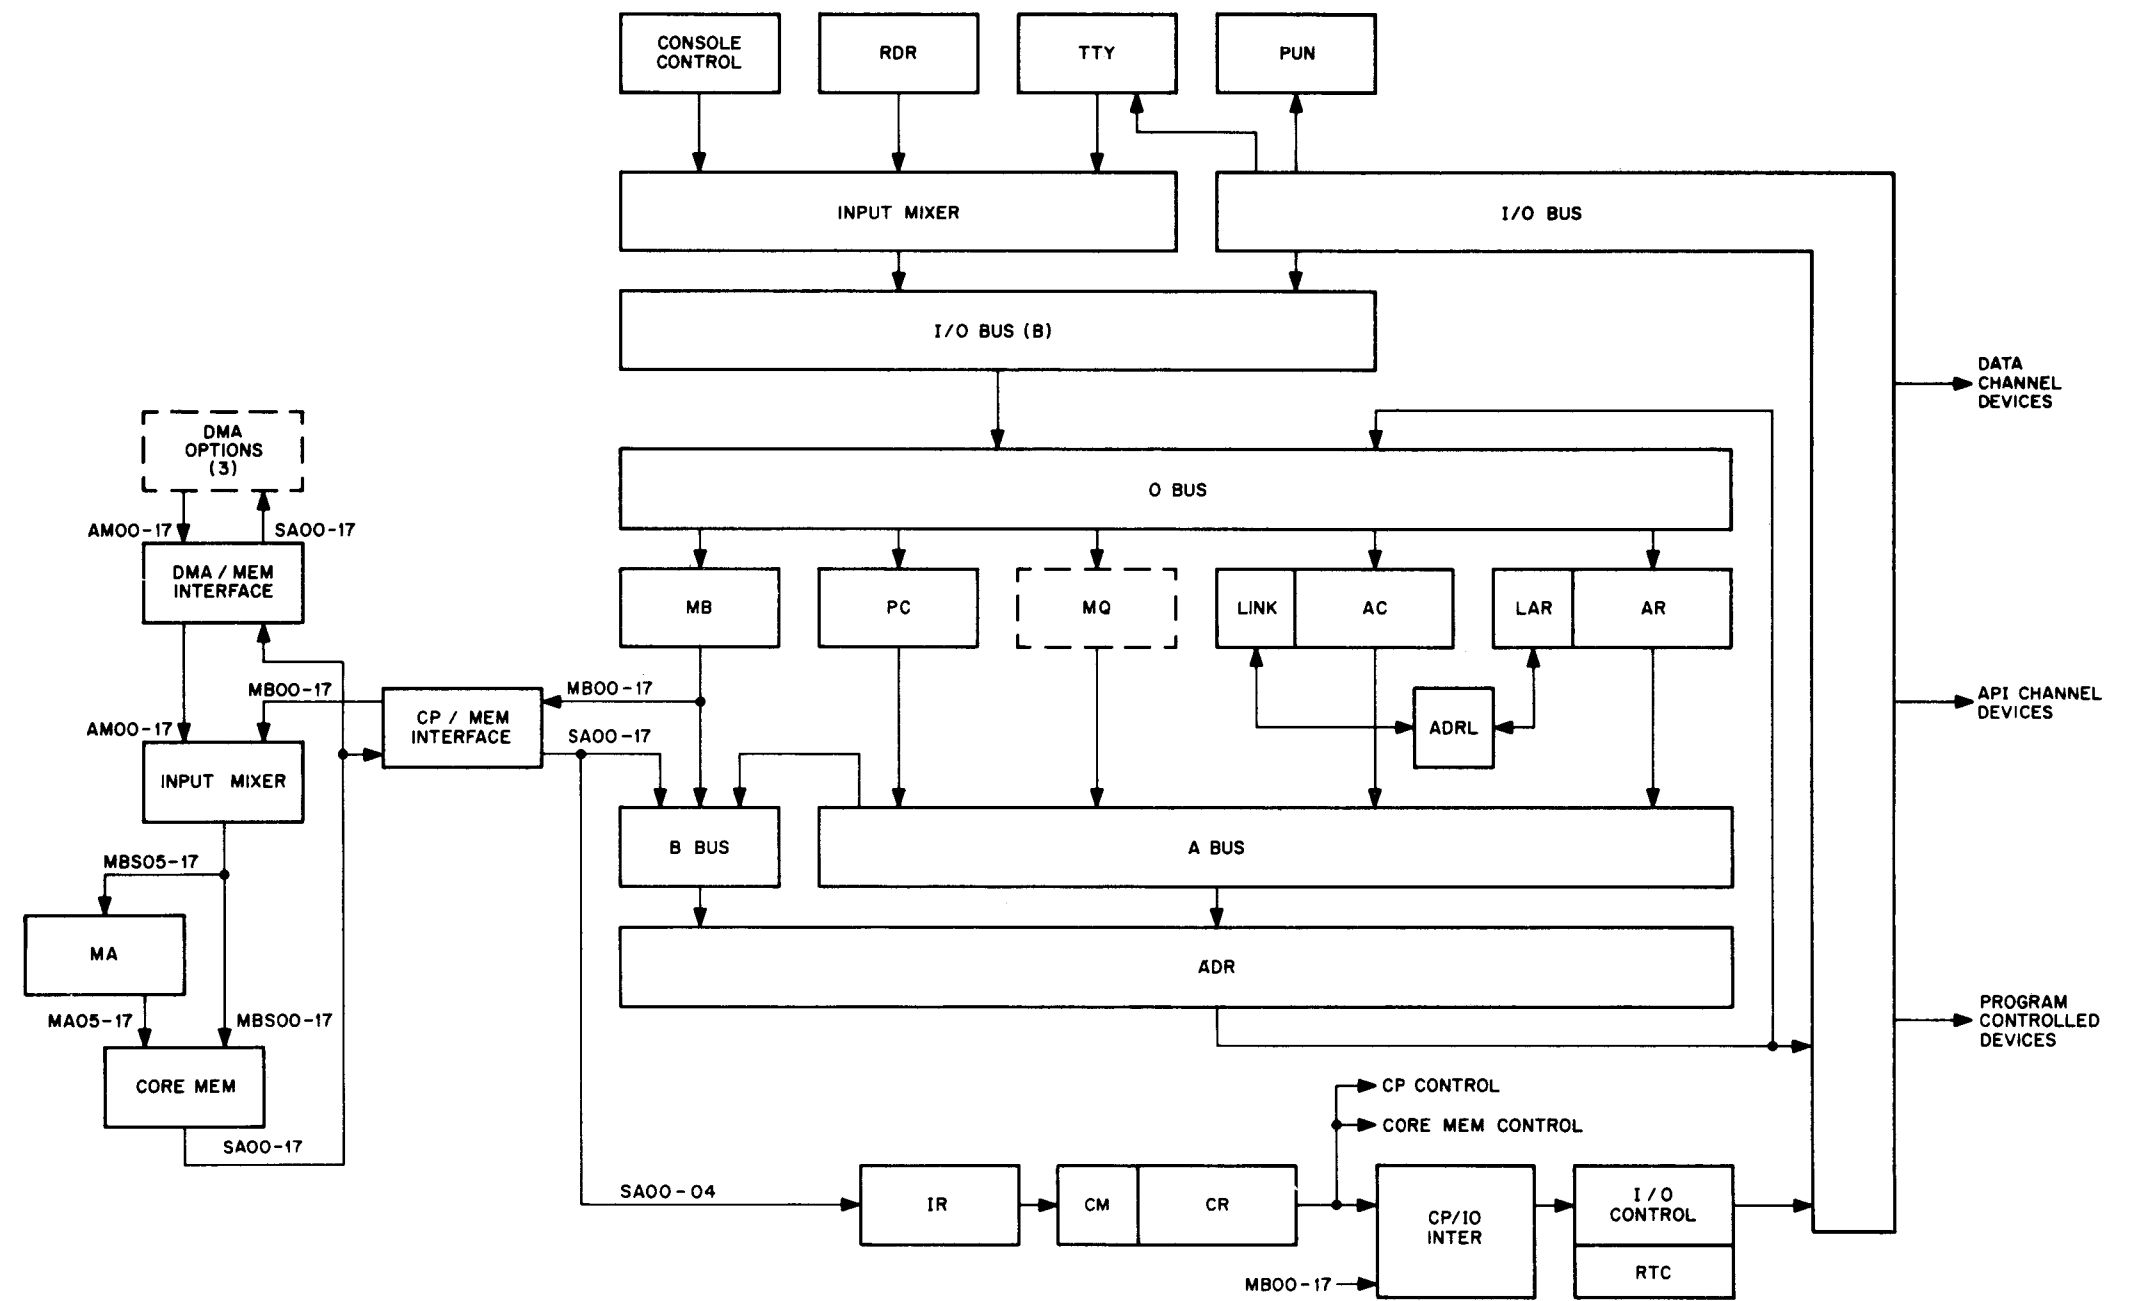 CONSOLE
CONTROL
RDR
TTY
PUN
INPUT MIXER
I/O BUS
I/O BUS (B)
DATA
CHANNEL
DEVICES
DMA
OPTIONS
(3)
O BUS
AM00-17
SA00-17
DMA / MEM
INTERFACE
MB
PC
MQ
LINK
AC
LAR
AR
MB00-17
MB00-17
API CHANNEL
DEVICES
CP / MEM
INTERFACE
AM00-17
SA00-17
ADRL
INPUT MIXER
B BUS
A BUS
MBS05-17
MA
ADR
MA05-17
MBS00-17
PROGRAM
CONTROLLED
DEVICES
CORE MEM
CP CONTROL
CORE MEM CONTROL
SA00-17
SA00-04
IR
CM
CR
CP/IO
INTER
I/O
CONTROL
RTC
MB00-17